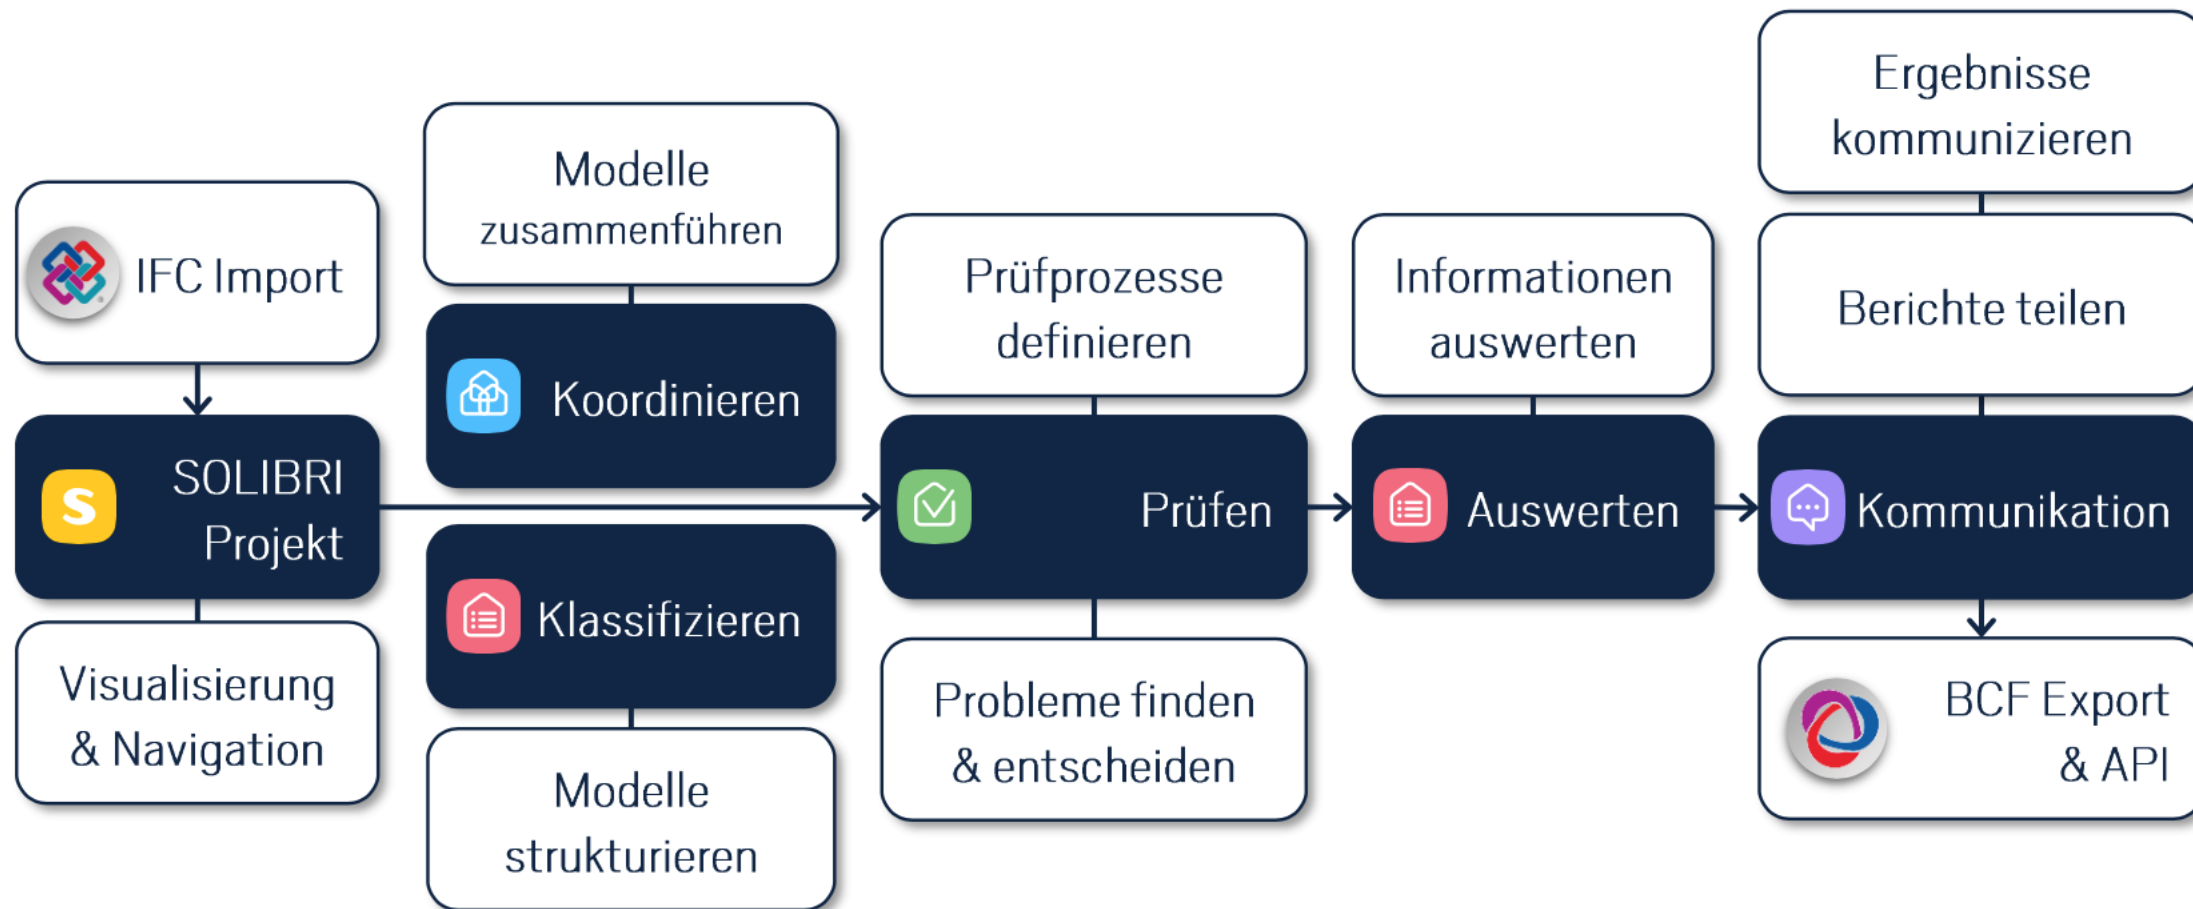 IFC Import
S
SOLIBRI
Projekt
Visualisierung
& Navigation
Modelle
zusammenführen
Koordinieren
Klassifizieren
Modelle
strukturieren
Prüfprozesse
definieren
Prüfen
Probleme finden
& entscheiden
Informationen
auswerten
Auswerten
Ergebnisse
kommunizieren
Berichte teilen
Kommunikation
BCF Export
& API